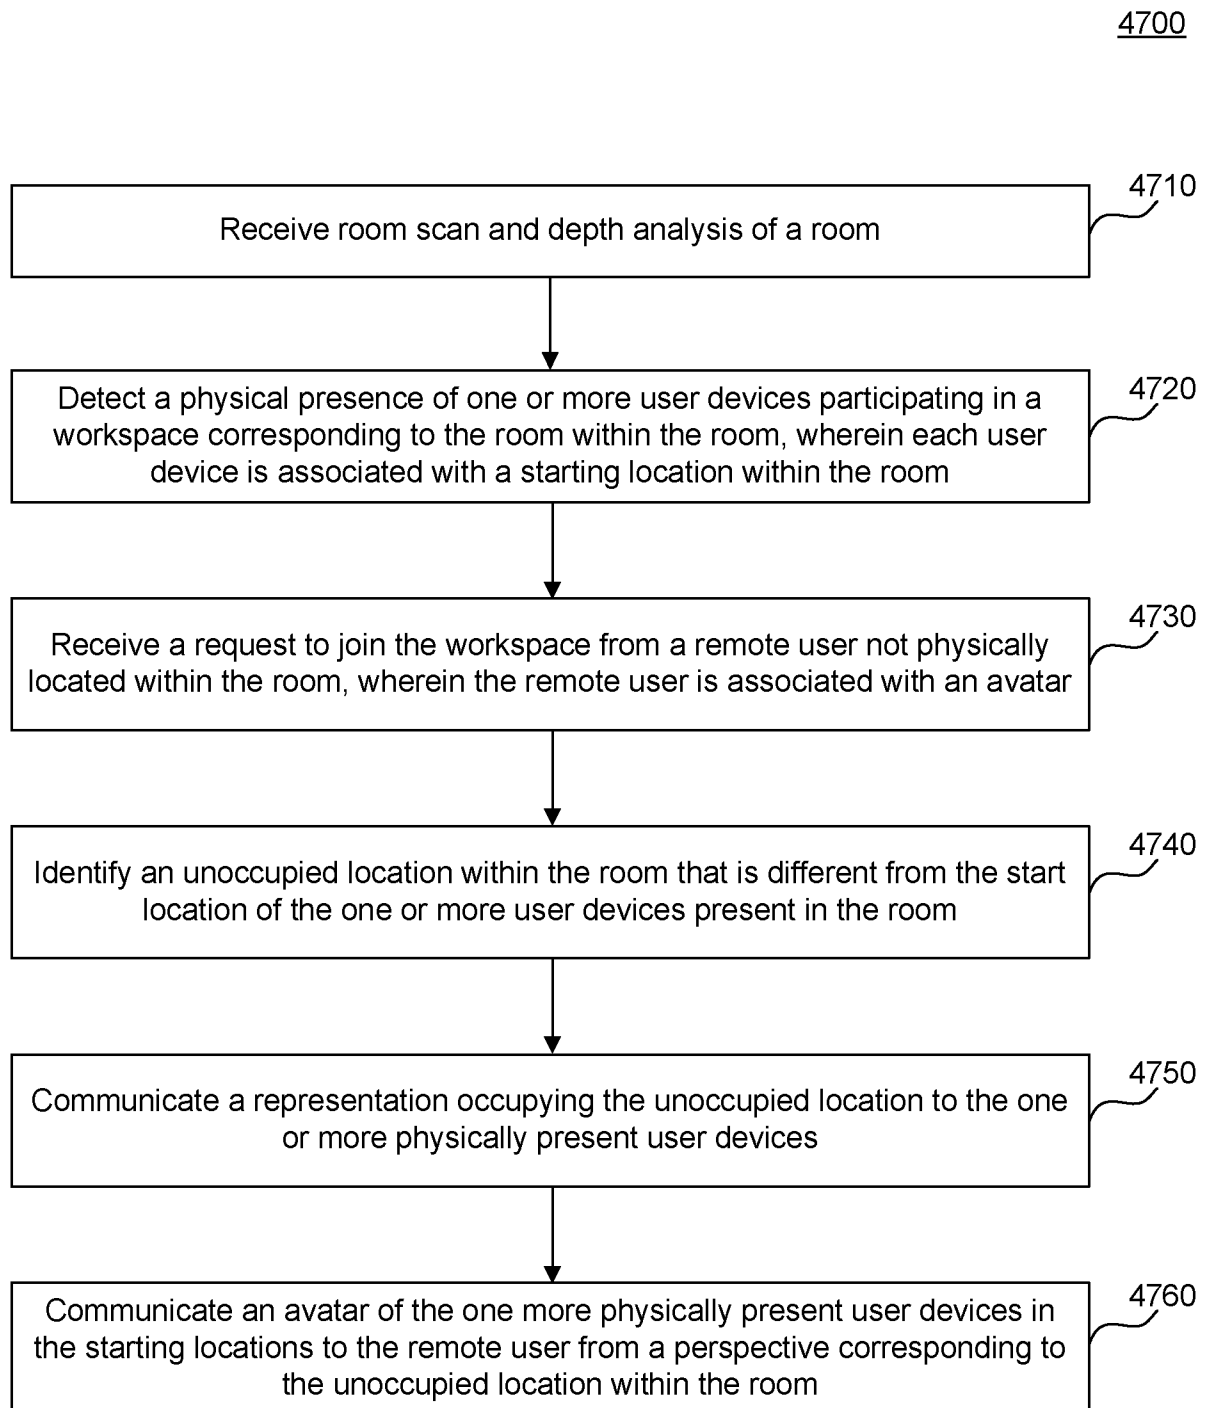 4700
4710
Receive room scan and depth analysis of a room
4720
Detect a physical presence of one or more user devices participating in a
workspace corresponding to the room within the room, wherein each user
device is associated with a starting location within the room
4730
Receive a request to join the workspace from a remote user not physically
located within the room, wherein the remote user is associated with an avatar
4740
Identify an unoccupied location within the room that is different from the start
location of the one or more user devices present in the room
4750
Communicate a representation occupying the unoccupied location to the one
or more physically present user devices
4760
Communicate an avatar of the one more physically present user devices in
the starting locations to the remote user from a perspective corresponding to
the unoccupied location within the room